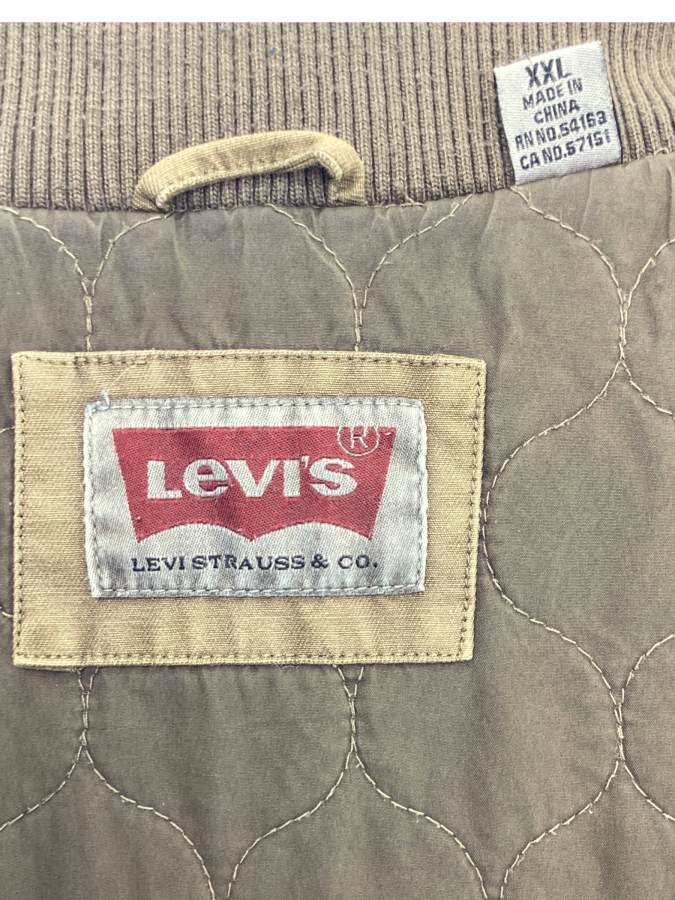 XXL
MADE IN
CHINA
RN NO.54163
CA NO.57151
LEVI'S ®
LEVI STRAUSS & CO.